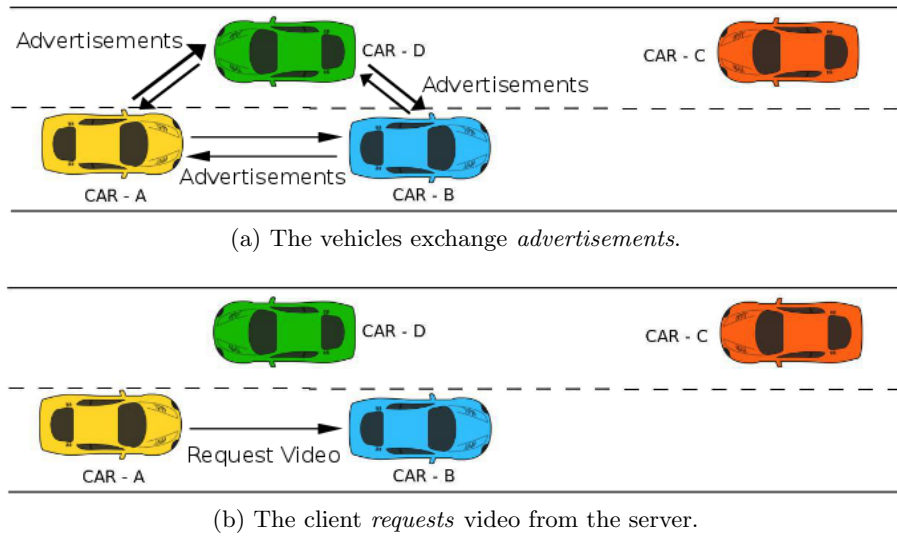 Advertisements
CAR - D
CAR - C
Advertisements
Advertisements
CAR - A
CAR - B
(a) The vehicles exchange advertisements.
CAR - D
CAR - C
Request Video
CAR - A
CAR - B
(b) The client requests video from the server.